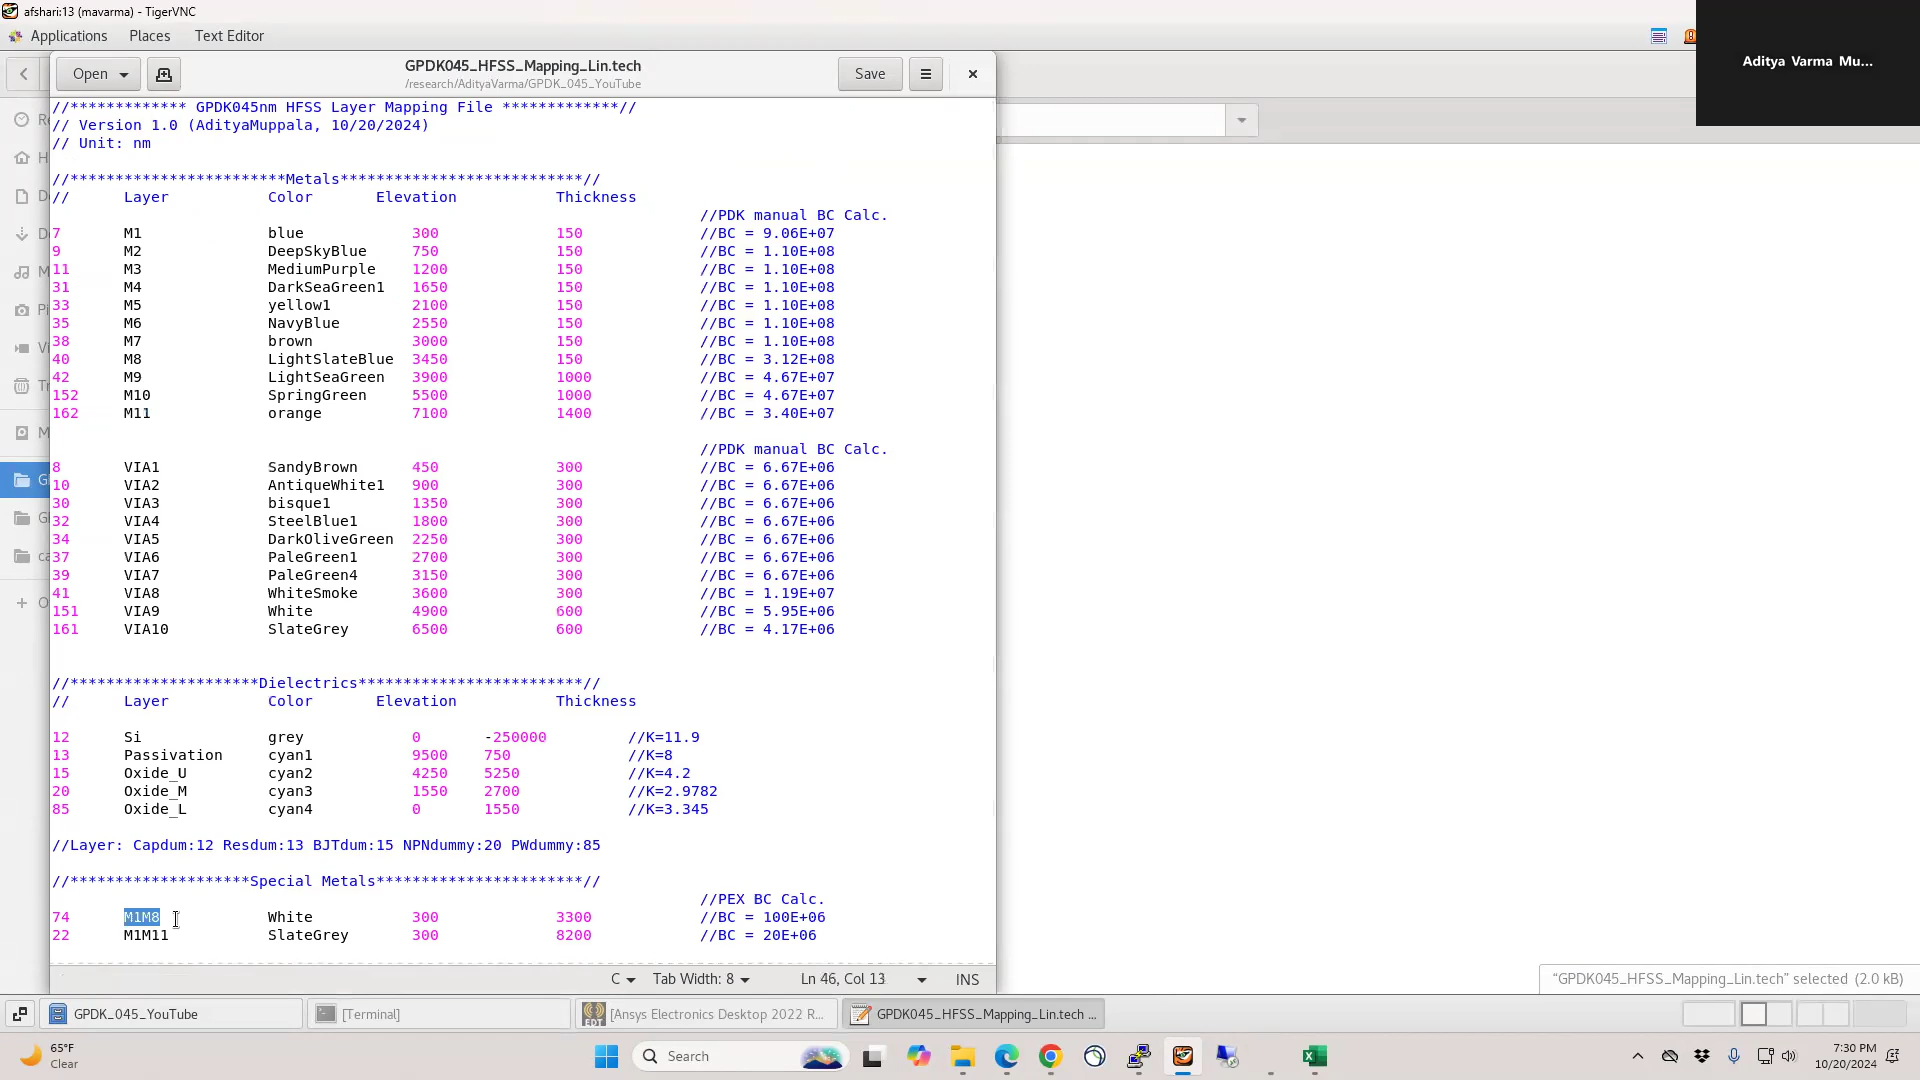 afshari:13 (mavarma) - TigerVNC
Applications Places Text Editor
Aditya Varma Mu...
Open GPDK045_HFSS_Mapping_Lin.tech Save
/research/AdityaVarma/GPDK_045_YouTube
//************* GPDK045nm HFSS Layer Mapping File *************//
// Version 1.0 (AdityaMuppala, 10/20/2024)
// Unit: nm
//************************Metals***************************//
// Layer Color Elevation Thickness
//PDK manual BC Calc.
7 M1 blue 300 150 //BC = 9.06E+07
9 M2 DeepSkyBlue 750 150 //BC = 1.10E+08
11 M3 MediumPurple 1200 150 //BC = 1.10E+08
31 M4 DarkSeaGreen1 1650 150 //BC = 1.10E+08
33 M5 yellow1 2100 150 //BC = 1.10E+08
35 M6 NavyBlue 2550 150 //BC = 1.10E+08
38 M7 brown 3000 150 //BC = 1.10E+08
40 M8 LightSlateBlue 3450 150 //BC = 3.12E+08
42 M9 LightSeaGreen 3900 1000 //BC = 4.67E+07
152 M10 SpringGreen 5500 1000 //BC = 4.67E+07
162 M11 orange 7100 1400 //BC = 3.40E+07
//PDK manual BC Calc.
8 VIA1 SandyBrown 450 300 //BC = 6.67E+06
10 VIA2 AntiqueWhite1 900 300 //BC = 6.67E+06
30 VIA3 bisque1 1350 300 //BC = 6.67E+06
32 VIA4 SteelBlue1 1800 300 //BC = 6.67E+06
34 VIA5 DarkOliveGreen 2250 300 //BC = 6.67E+06
37 VIA6 PaleGreen1 2700 300 //BC = 6.67E+06
39 VIA7 PaleGreen4 3150 300 //BC = 6.67E+06
41 VIA8 WhiteSmoke 3600 300 //BC = 1.19E+07
151 VIA9 White 4900 600 //BC = 5.95E+06
161 VIA10 SlateGrey 6500 600 //BC = 4.17E+06
//*********************Dielectrics*************************//
// Layer Color Elevation Thickness
12 Si grey 0 -250000 //K=11.9
13 Passivation cyan1 9500 750 //K=8
15 Oxide_U cyan2 4250 5250 //K=4.2
20 Oxide_M cyan3 1550 2700 //K=2.9782
85 Oxide_L cyan4 0 1550 //K=3.345
//Layer: Capdum:12 Resdum:13 BJTdum:15 NPNdummy:20 PWdummy:85
//********************Special Metals***********************//
//PEX BC Calc.
74 M1M8 White 300 3300 //BC = 100E+06
22 M1M11 SlateGrey 300 8200 //BC = 20E+06
C Tab Width: 8 Ln 46, Col 13 INS
“GPDK045_HFSS_Mapping_Lin.tech” selected (2.0 kB)
GPDK_045_YouTube [Terminal] [Ansys Electronics Desktop 2022 R... GPDK045_HFSS_Mapping_Lin.tech ...
65°F
Clear
Search
7:30 PM
10/20/2024